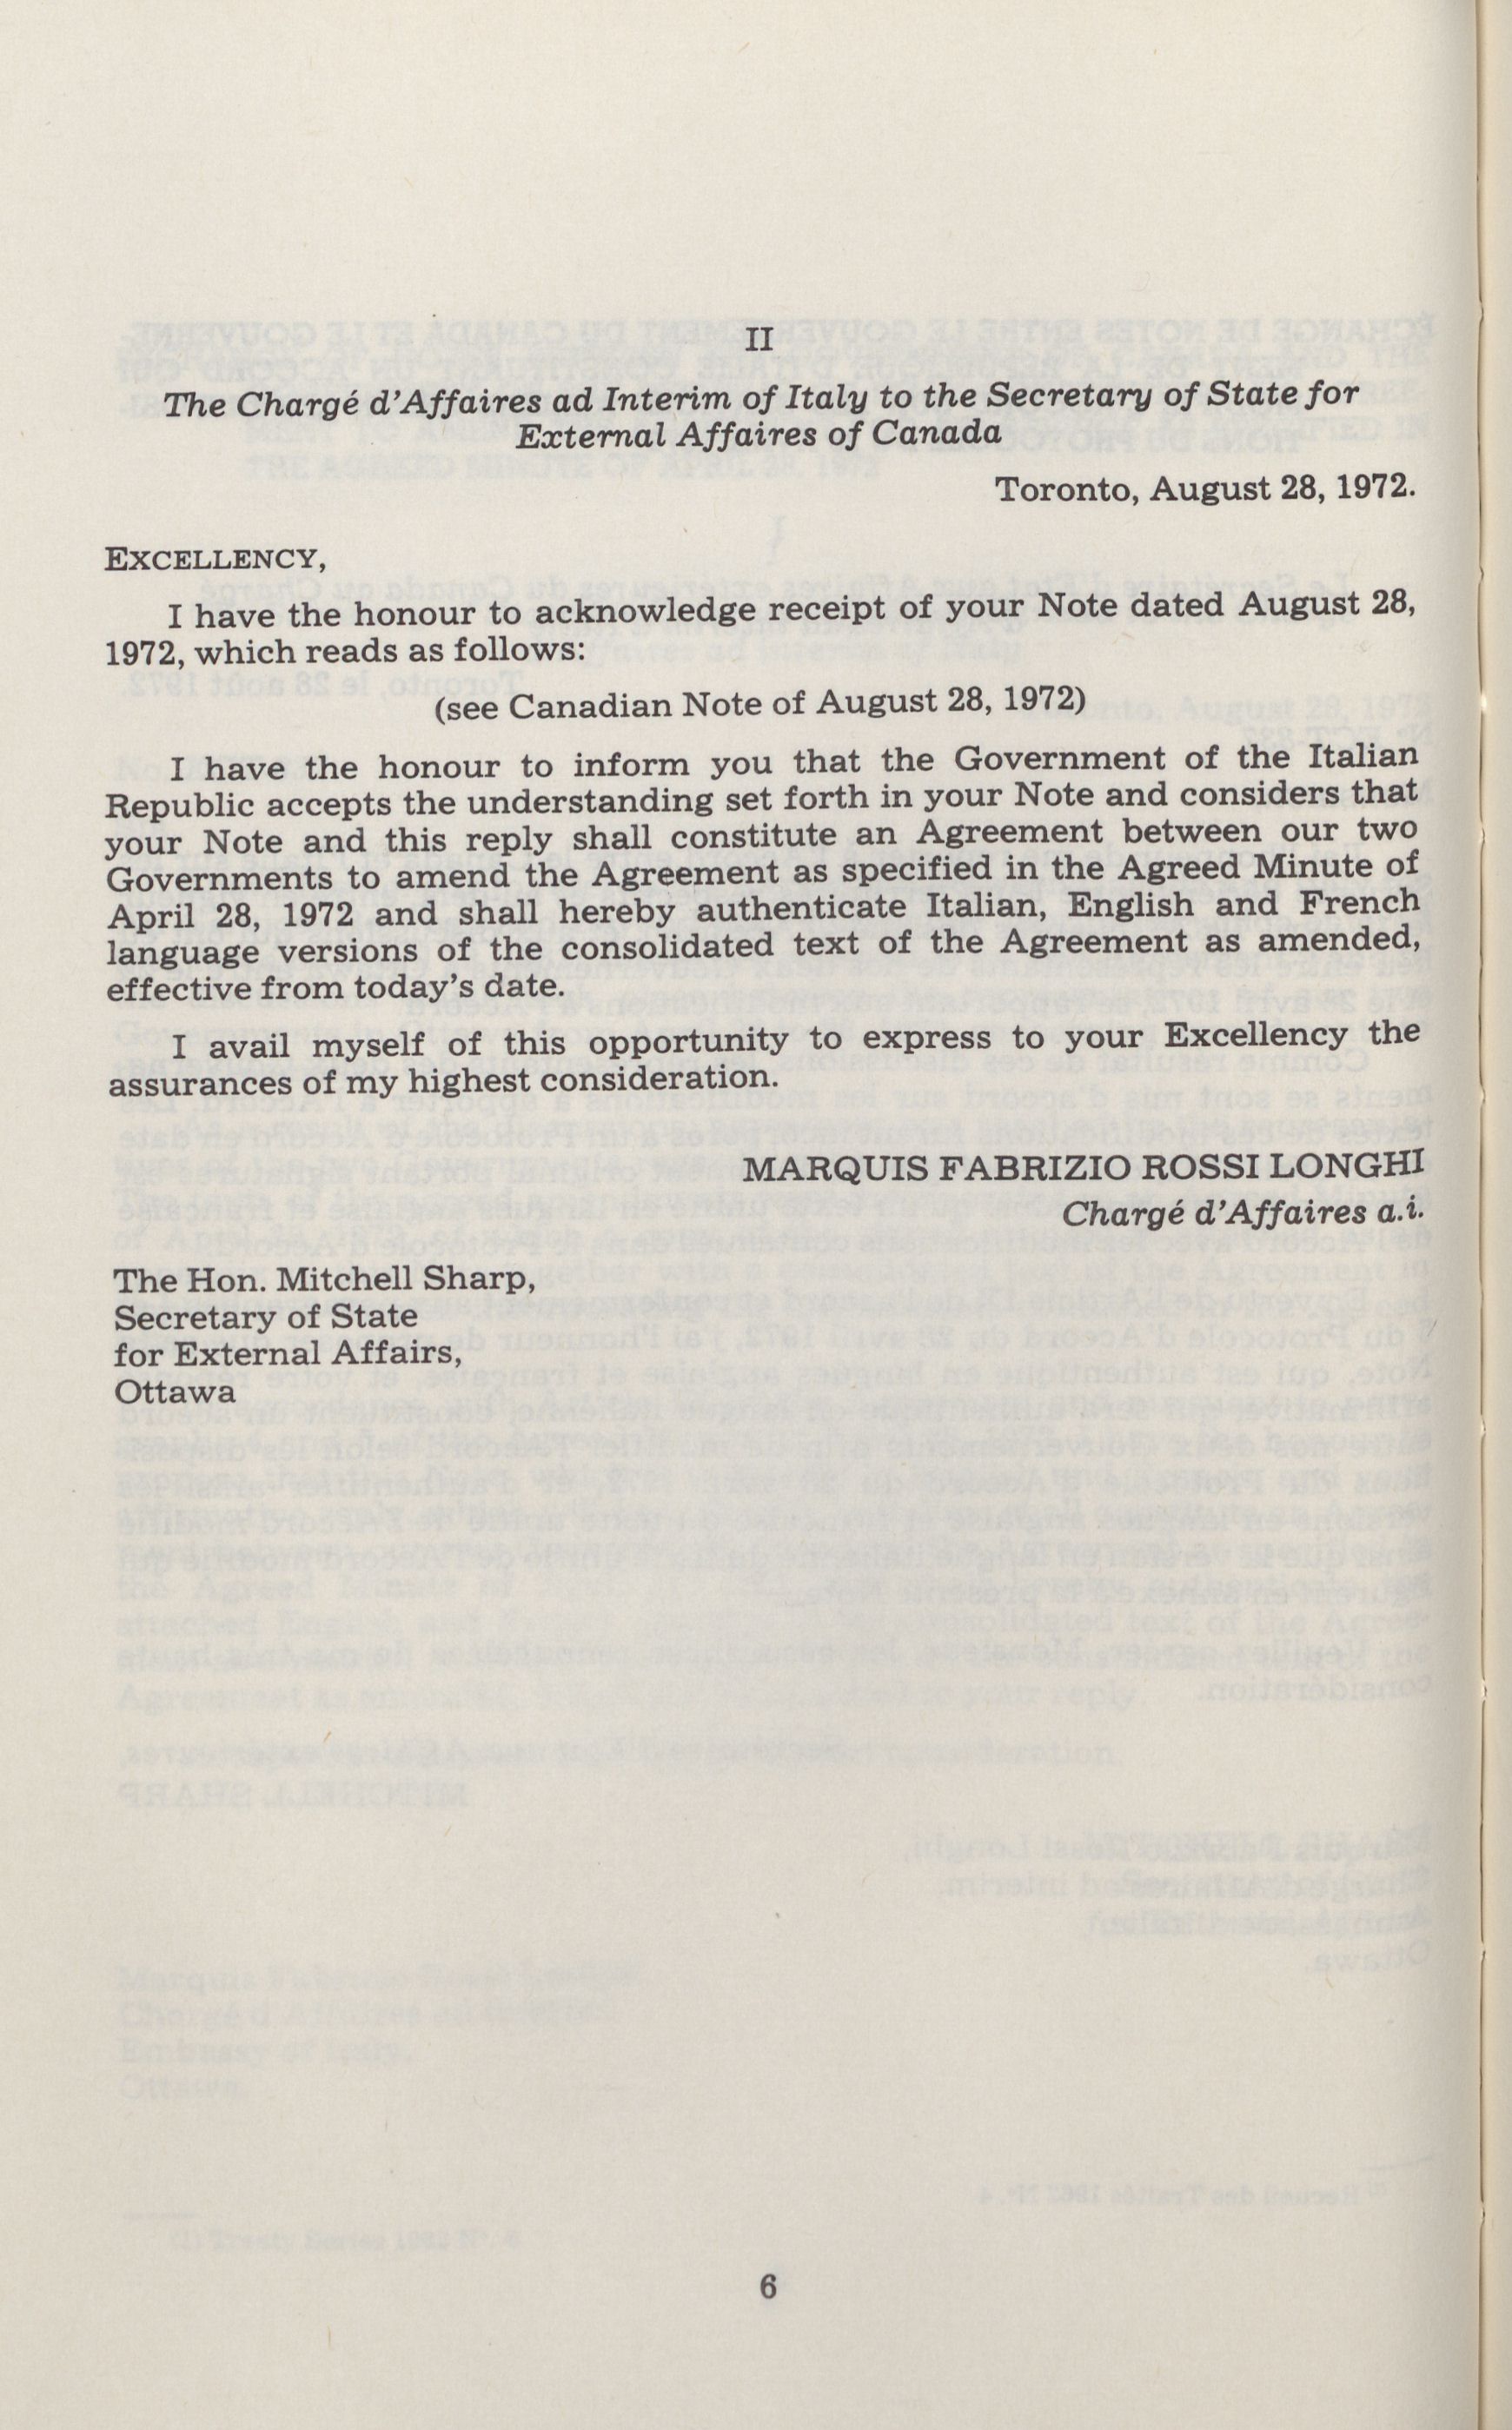 II
The Chargé d'Affaires ad Interim of Italy to the Secretary of State for
External Affaires of Canada
Toronto, August 28, 1972.
EXCELLENCY,
I have the honour to acknowledge receipt of your Note dated August 28,
1972, which reads as follows:
(see Canadian Note of August 28, 1972)
I have the honour to inform you that the Government of the Italian
Republic accepts the understanding set forth in your Note and considers that
your Note and this reply shall constitute an Agreement between our two
Governments to amend the Agreement as specified in the Agreed Minute of
April 28, 1972 and shall hereby authenticate Italian, English and French
language versions of the consolidated text of the Agreement as amended,
effective from today's date.
I avail myself of this opportunity to express to your Excellency the
assurances of my highest consideration.
MARQUIS FABRIZIO ROSSI LONGHI
Chargé d'Affaires a.i.
The Hon. Mitchell Sharp,
Secretary of State
for External Affairs,
Ottawa
6